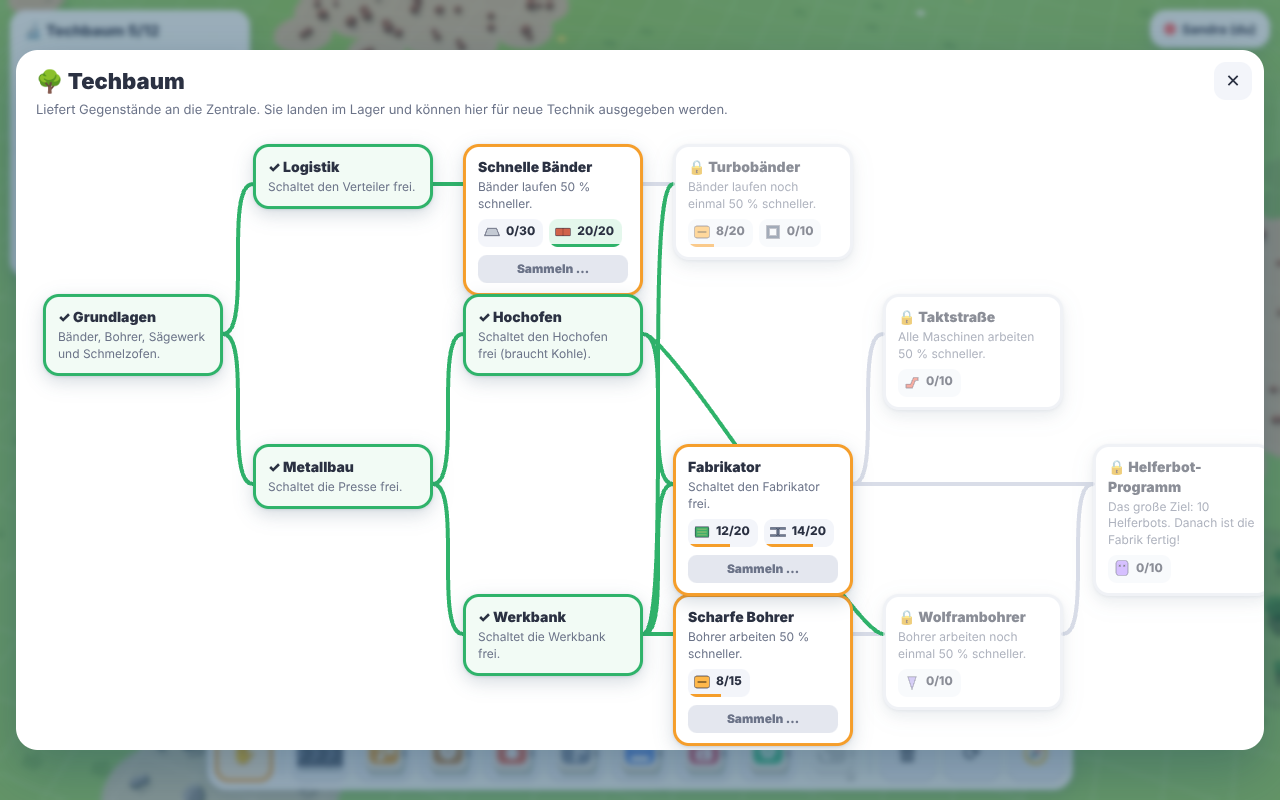 Techbaum 5/12
Sandra (du)
Techbaum
Liefert Gegenstände an die Zentrale. Sie landen im Lager und können hier für neue Technik ausgegeben werden.
✓ Logistik
Schaltet den Verteiler frei.
Schnelle Bänder
Bänder laufen 50 %
schneller.
0/30 20/20
Sammeln ...
Turbobänder
Bänder laufen noch
einmal 50 % schneller.
8/20 0/10
✓ Grundlagen
Bänder, Bohrer, Sägewerk
und Schmelzofen.
✓ Hochofen
Schaltet den Hochofen
frei (braucht Kohle).
Taktstraße
Alle Maschinen arbeiten
50 % schneller.
0/10
✓ Metallbau
Schaltet die Presse frei.
Fabrikator
Schaltet den Fabrikator
frei.
12/20 14/20
Sammeln ...
Helferbot-
Programm
Das große Ziel: 10
Helferbots. Danach ist die
Fabrik fertig!
0/10
✓ Werkbank
Schaltet die Werkbank
frei.
Scharfe Bohrer
Bohrer arbeiten 50 %
schneller.
8/15
Sammeln ...
Wolframbohrer
Bohrer arbeiten noch
einmal 50 % schneller.
0/10